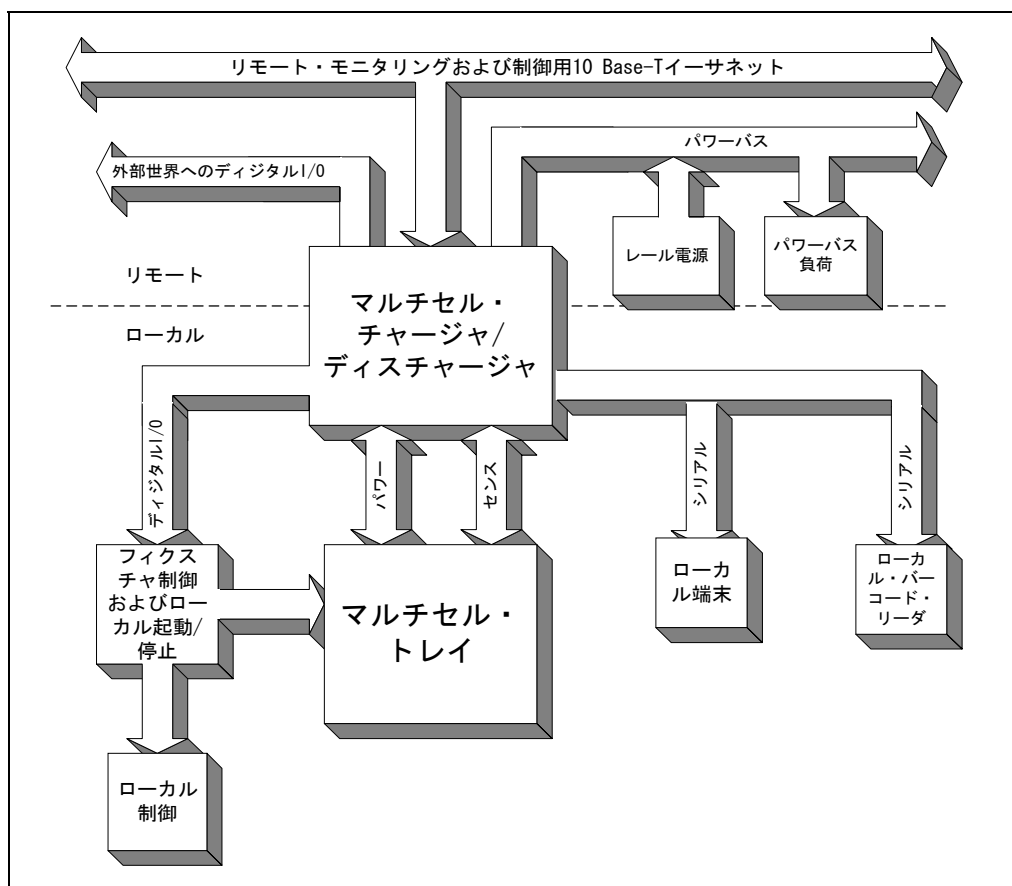 リモート・モニタリングおよび制御用10 Base-Tイーサネット
パワーバス
外部世界へのディジタルI/O
レール電源
パワーバス
負荷
リモート
ローカル
マルチセル・
チャージャ/
ディスチャージャ
ディジタルI/O
パワー
センス
シリアル
シリアル
フィクス
チャ制御
およびロー
カル起動/
停止
マルチセル・
トレイ
ローカ
ル端末
ローカ
ル・バー
コード・
リーダ
ローカル
制御